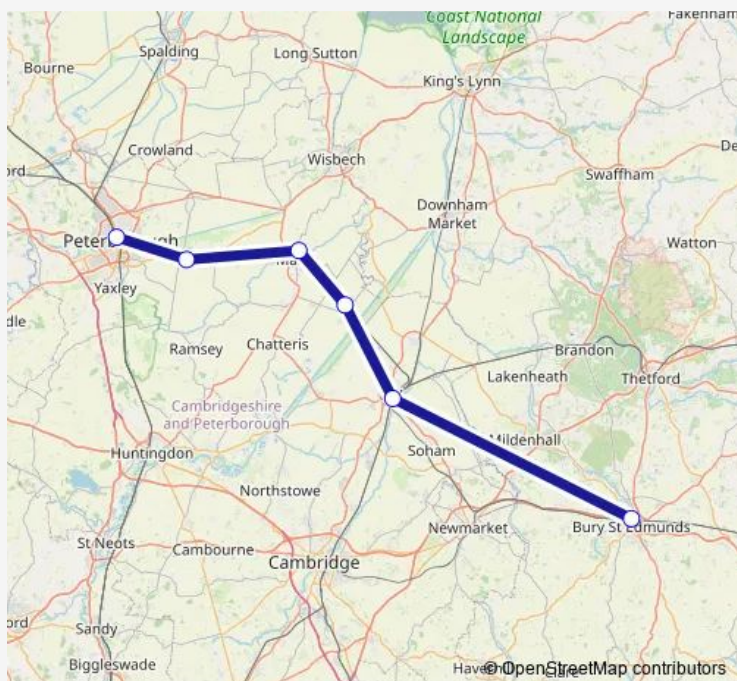 Coast National
Landscape
Fakenham
Spalding
Long Sutton
Bourne
King's Lynn
Crowland
Wisbech
Swaffham
Downham
Market
Watton
Yaxley
Ramsey
Chatteris
Brandon
Lakenheath
Thetford
Cambridgeshire
and Peterborough
Mildenhall
Huntingdon
Soham
Northstowe
Newmarket
Bury St Edmunds
St Neots
Cambourne
Cambridge
Sandy
Biggleswade
© OpenStreetMap contributors